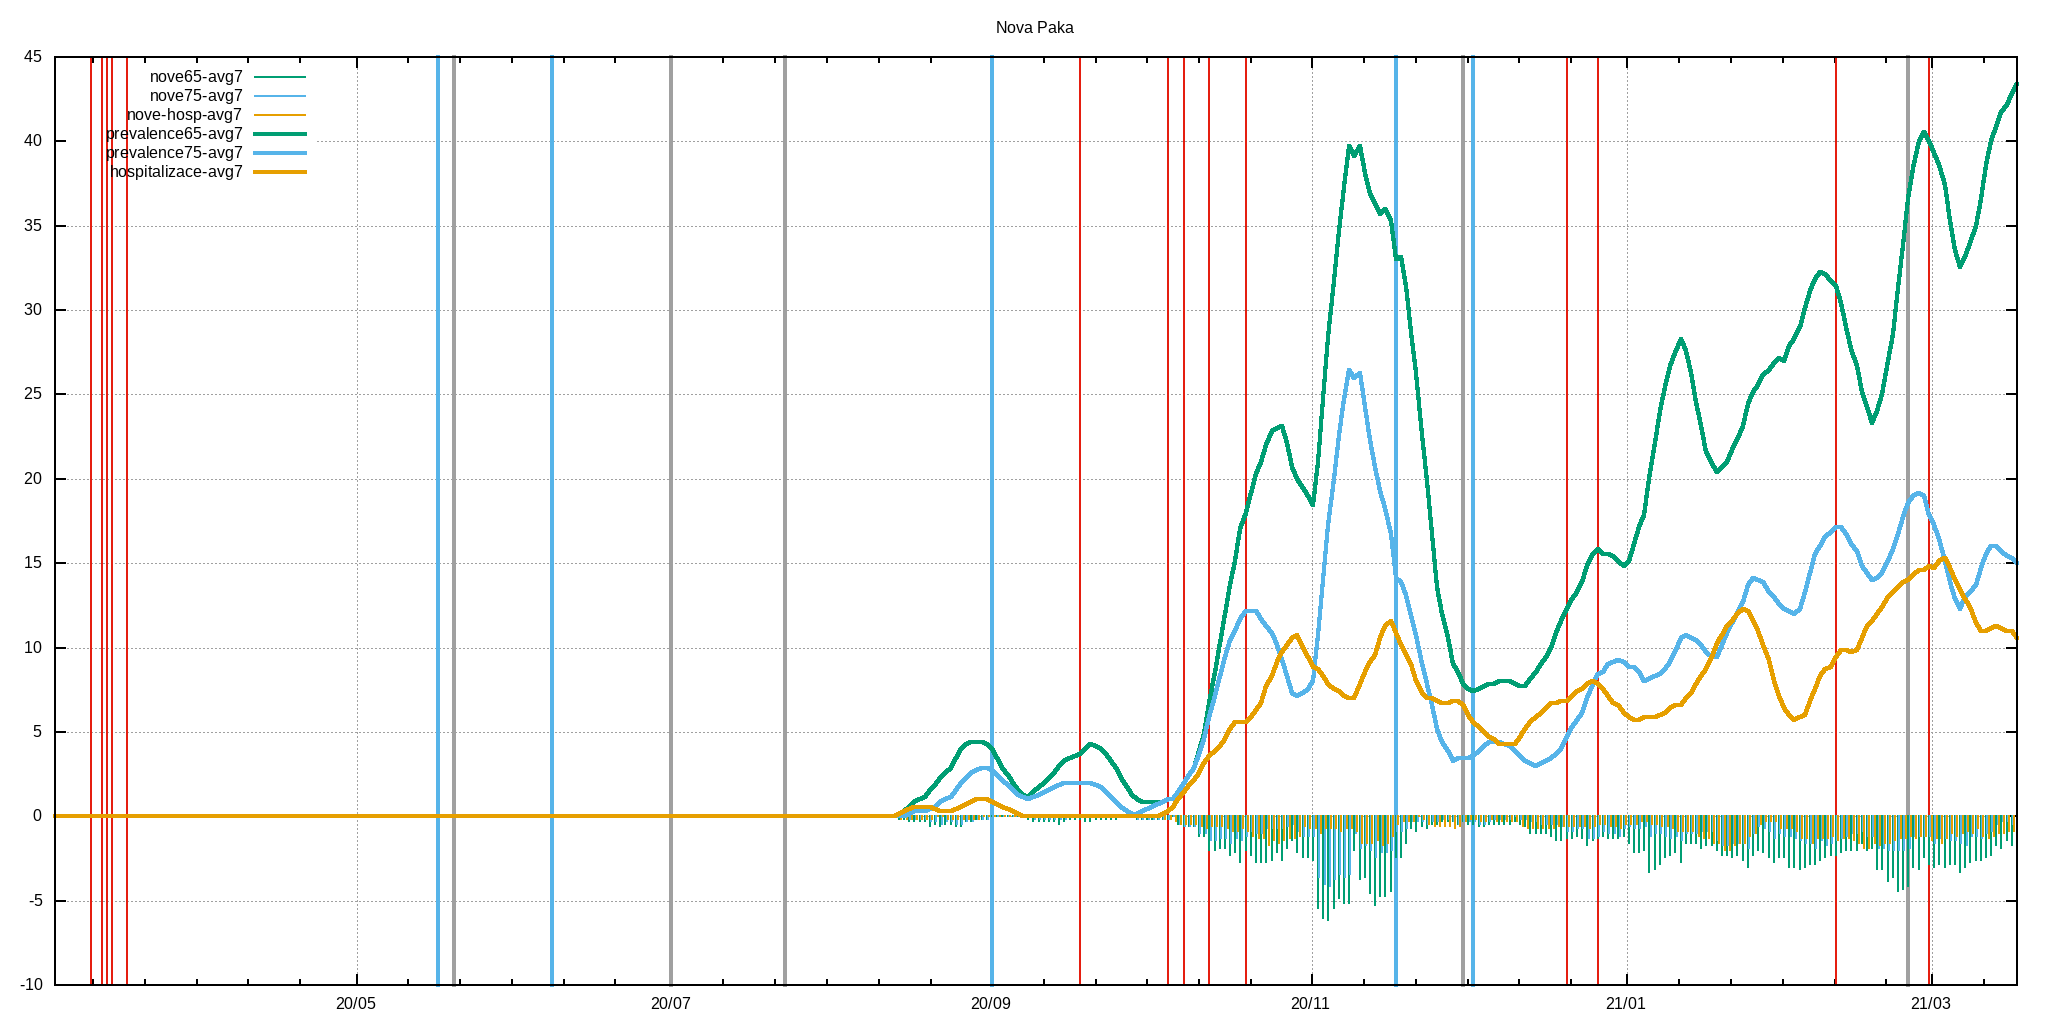 Nova Paka
45
40
35
30
25
20
15
10
5
0
-5
-10
nove65-avg7
nove75-avg7
nove-hosp-avg7
prevalence65-avg7
prevalence75-avg7
hospitalizace-avg7
20/05 20/07 20/09 20/11 21/01 21/03